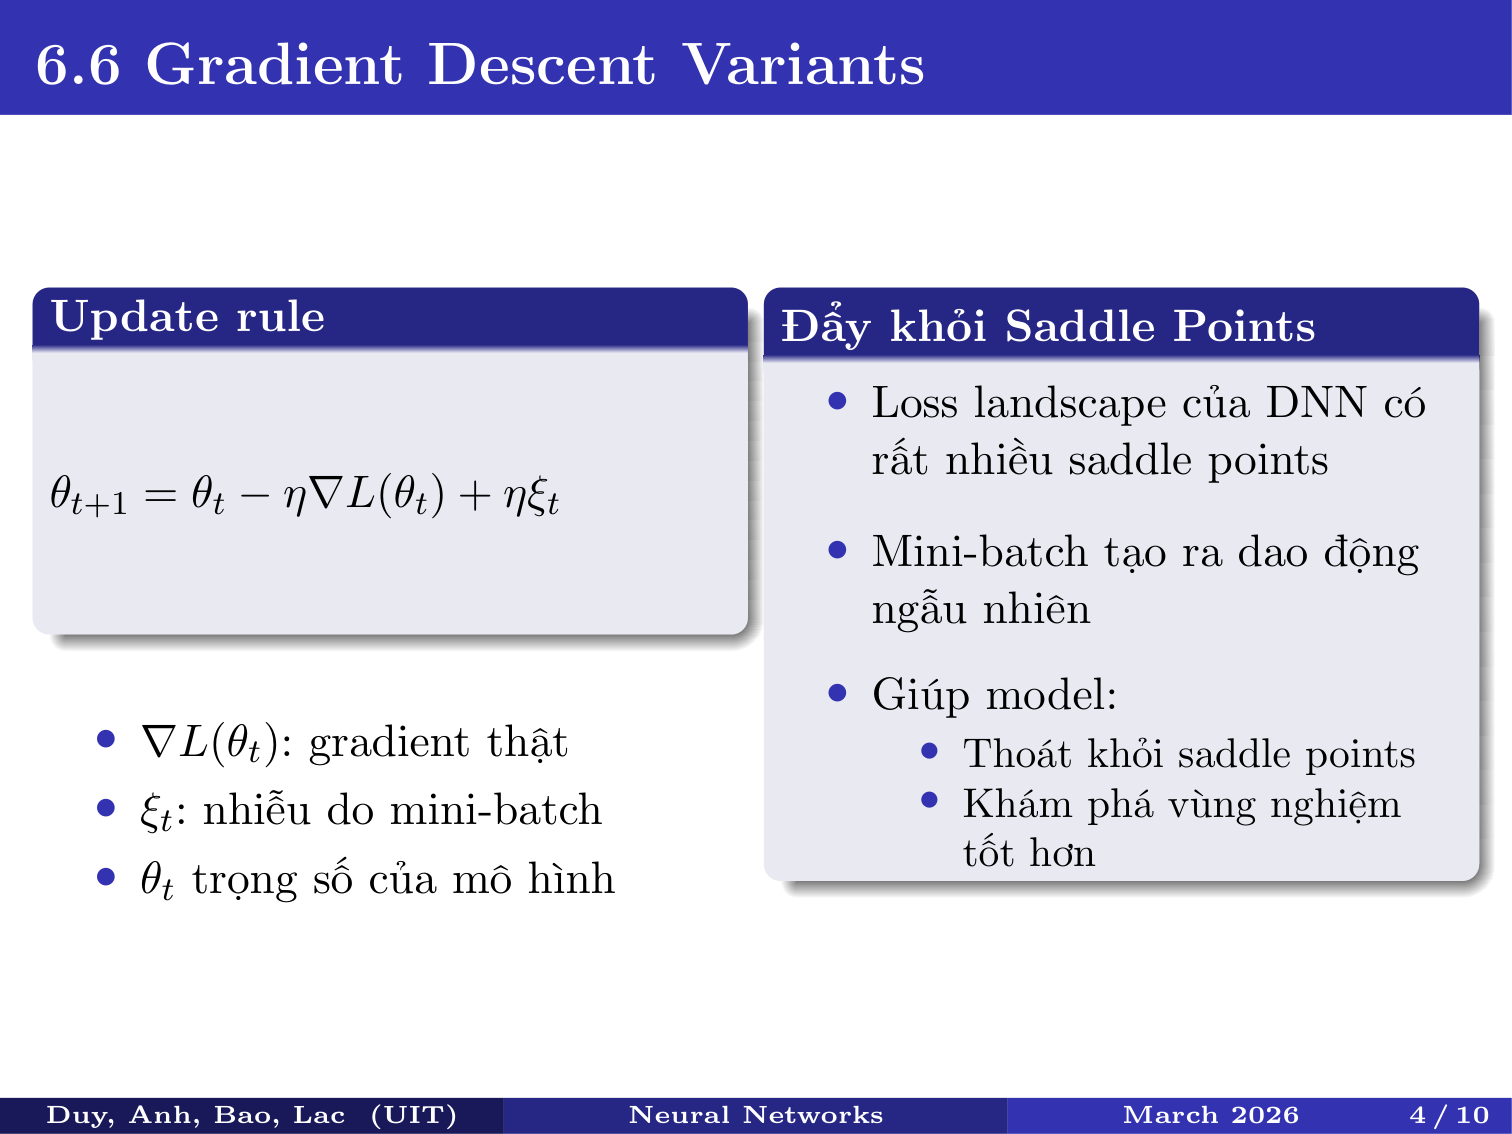 6.6 Gradient Descent Variants
Update rule
θ_{t+1} = θ_t − η∇L(θ_t) + ηξ_t
• ∇L(θ_t): gradient thật
• ξ_t: nhiễu do mini-batch
• θ_t trọng số của mô hình
Đẩy khỏi Saddle Points
• Loss landscape của DNN có
rất nhiều saddle points
• Mini-batch tạo ra dao động
ngẫu nhiên
• Giúp model:
• Thoát khỏi saddle points
• Khám phá vùng nghiệm
tốt hơn
Duy, Anh, Bao, Lac (UIT) Neural Networks March 2026 4 / 10